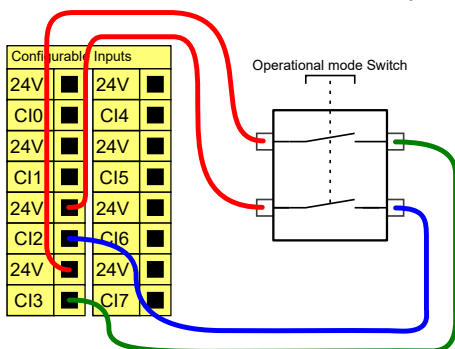 Configurable Inputs
Operational mode Switch
24V 24V
CI0 CI4
24V 24V
CI1 CI5
24V 24V
CI2 CI6
24V 24V
CI3 CI7